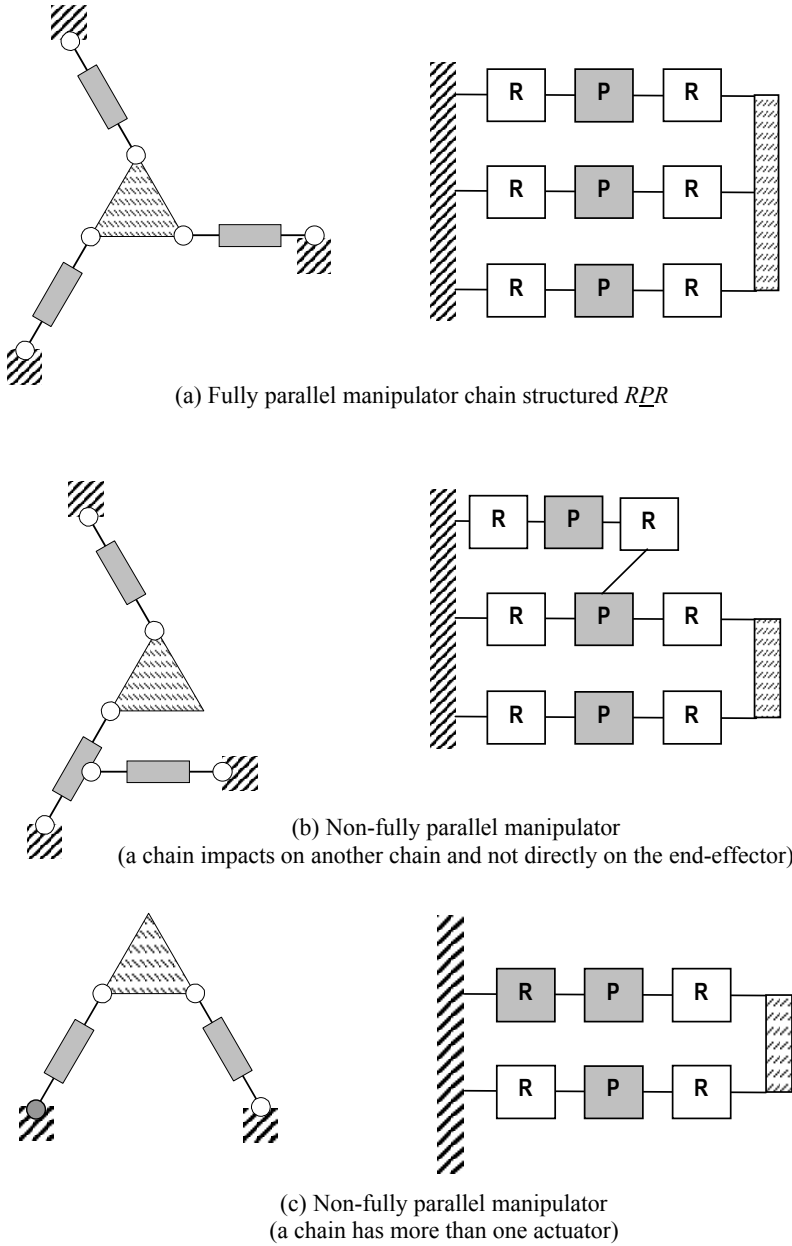 R P R
R P R
R P R
(a) Fully parallel manipulator chain structured RPR
R P R
R P R
R P R
(b) Non-fully parallel manipulator
(a chain impacts on another chain and not directly on the end-effector)
R P R
R P R
(c) Non-fully parallel manipulator
(a chain has more than one actuator)